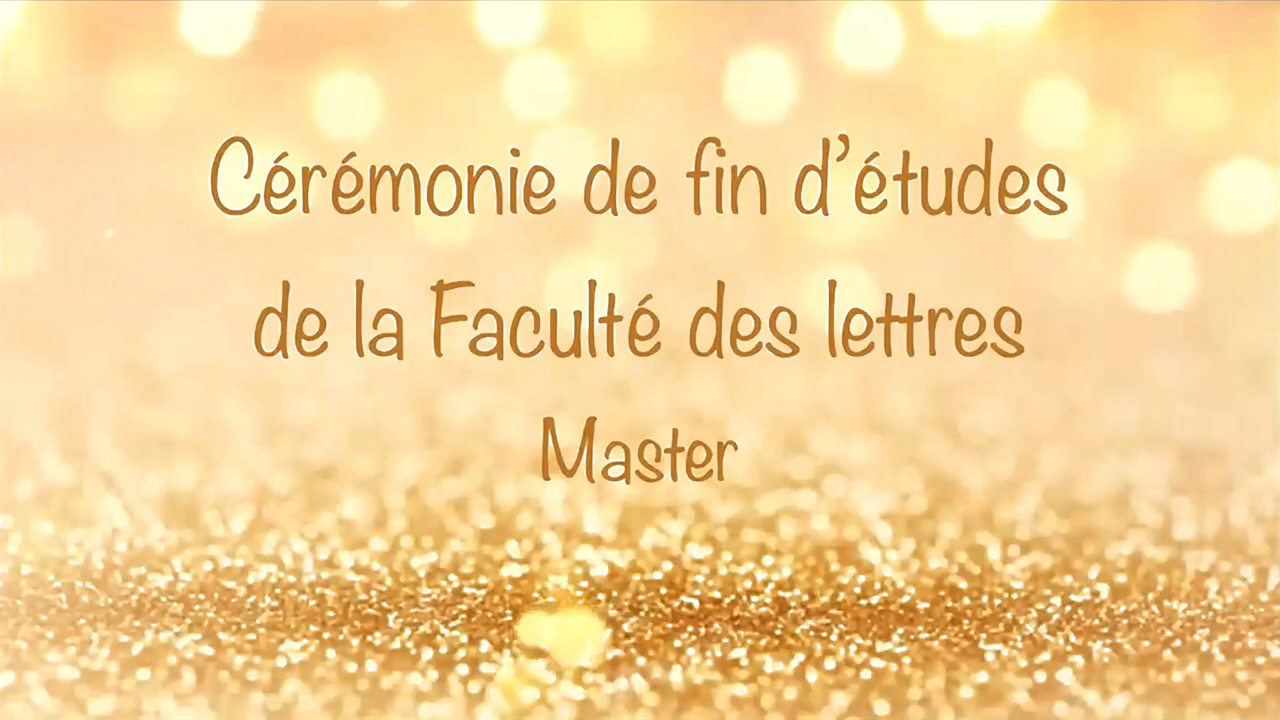 Cérémonie de fin d’études
de la Faculté des lettres
Master